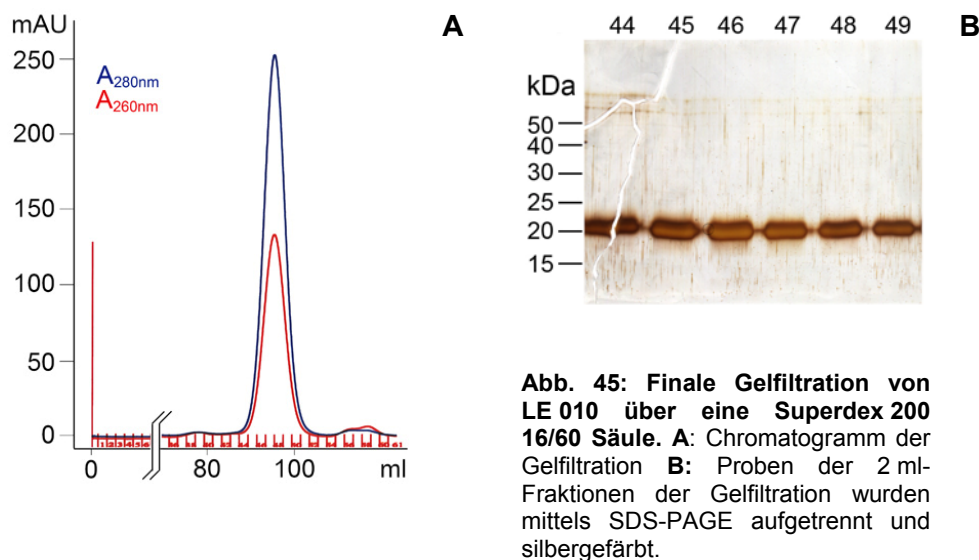 mAU
A
250
A280nm
A260nm
200
150
100
50
0
0
80
100
ml
44 45 46 47 48 49
B
kDa
50
40
30
25
20
15
Abb. 45: Finale Gelfiltration von
LE 010 über eine Superdex 200
16/60 Säule. A: Chromatogramm der
Gelfiltration B: Proben der 2 ml-
Fraktionen der Gelfiltration wurden
mittels SDS-PAGE aufgetrennt und
silbergefärbt.